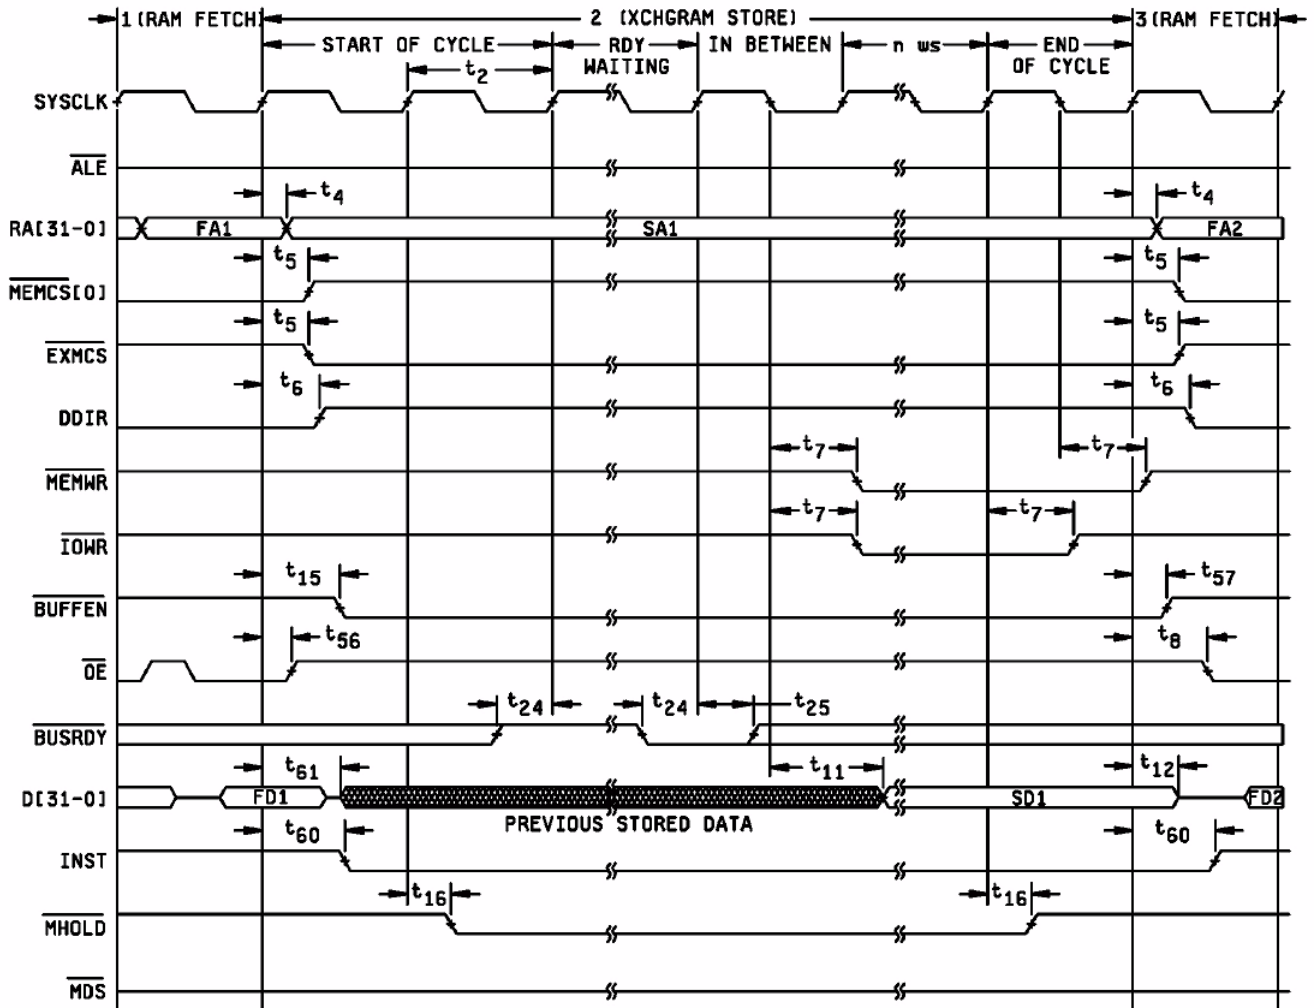 1(RAM FETCH) 2 (XCHGRAM STORE) 3(RAM FETCH)
START OF CYCLE RDY WAITING IN BETWEEN n ws END OF CYCLE
t2
SYSCLK
ALE
t4 t4
RA[31-0] FA1 SA1 FA2
t5 t5
MEMCS[0]
t5 t5
EXMCS
t6 t6
DDIR
t7 t7
MEMWR
t7 t7
IOWR
t15 t57
BUFFEN
t56 t8
OE
t24 t24 t25
BUSRDY
t61 t11 t12
D[31-0] FD1 SD1 FD2
PREVIOUS STORED DATA
t60 t60
INST
t16 t16
MHOLD
MDS